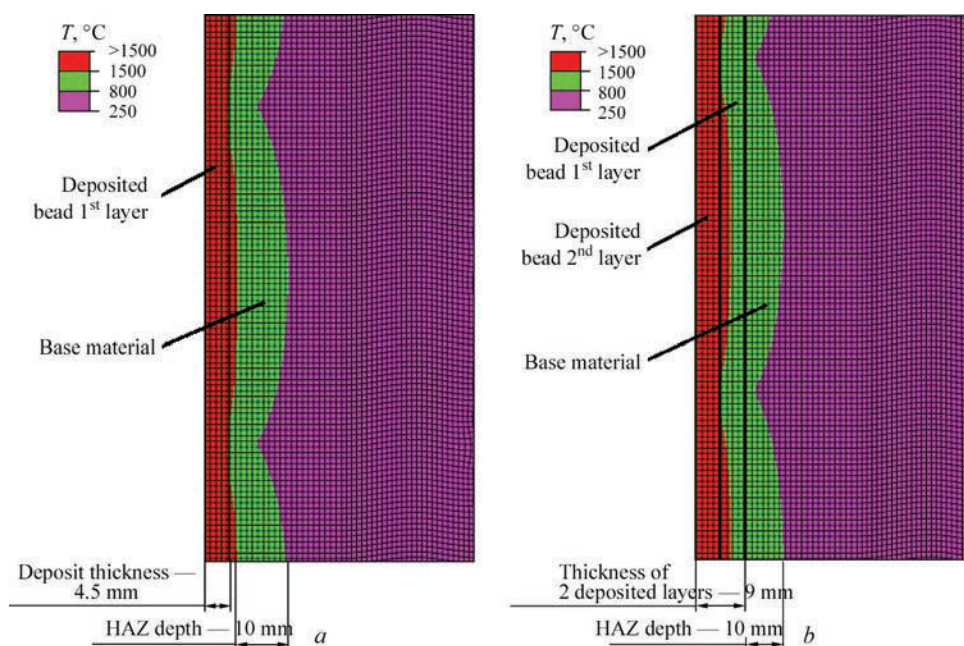 T, °C
>1500
1500
800
250
Deposited
bead 1st layer
Base material
Deposit thickness —
4.5 mm
HAZ depth — 10 mm
a
T, °C
>1500
1500
800
250
Deposited
bead 1st layer
Deposited
bead 2nd layer
Base material
Thickness of
2 deposited layers — 9 mm
HAZ depth — 10 mm
b